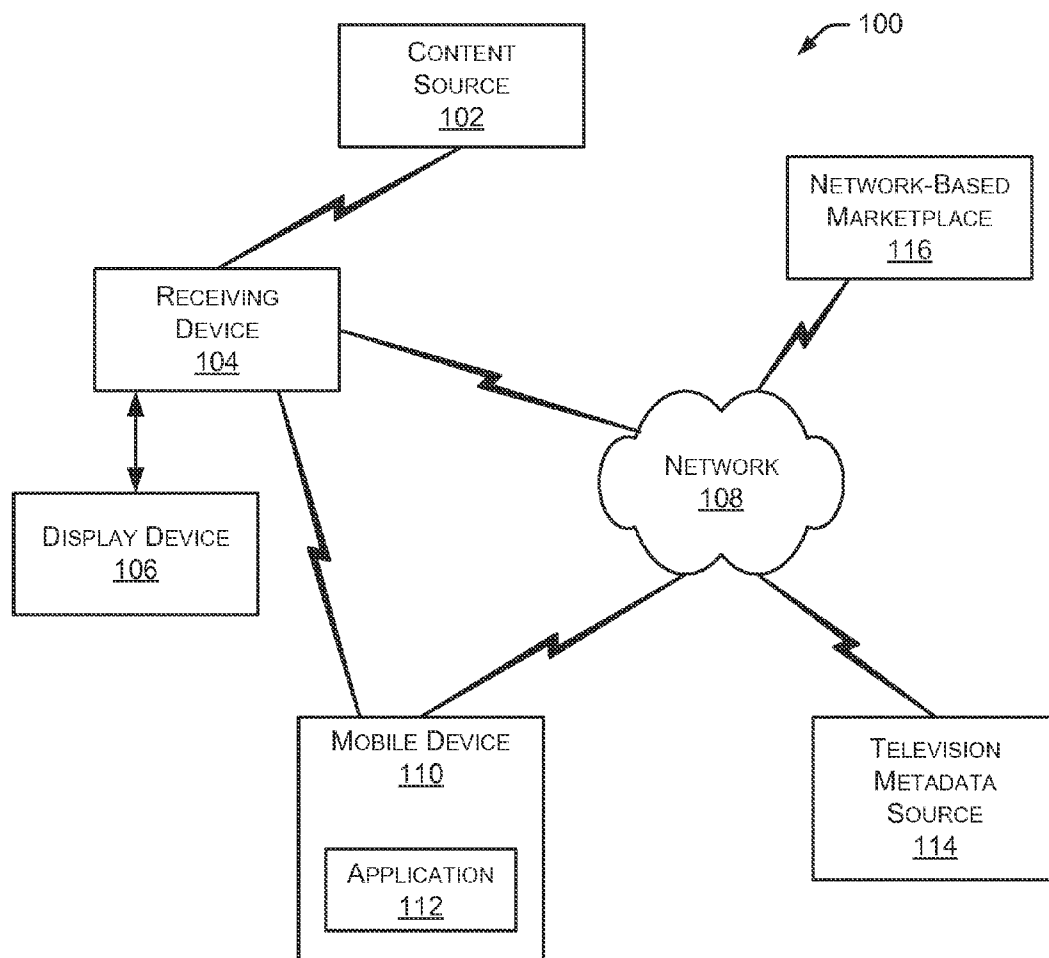 100
CONTENT
SOURCE
102
NETWORK-BASED
MARKETPLACE
116
RECEIVING
DEVICE
104
NETWORK
108
DISPLAY DEVICE
106
MOBILE DEVICE
110
APPLICATION
112
TELEVISION
METADATA
SOURCE
114